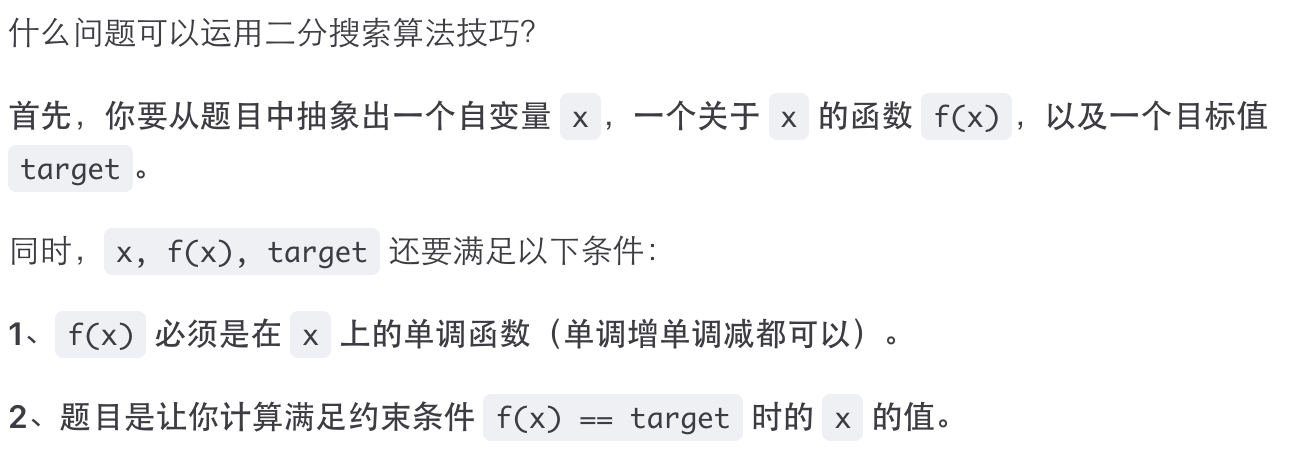 什么问题可以运用二分搜索算法技巧？
首先，你要从题目中抽象出一个自变量 x，一个关于 x 的函数 f(x)，以及一个目标值
target。
同时，x, f(x), target 还要满足以下条件：
1、f(x) 必须是在 x 上的单调函数（单调增单调减都可以）。
2、题目是让你计算满足约束条件 f(x) == target 时的 x 的值。